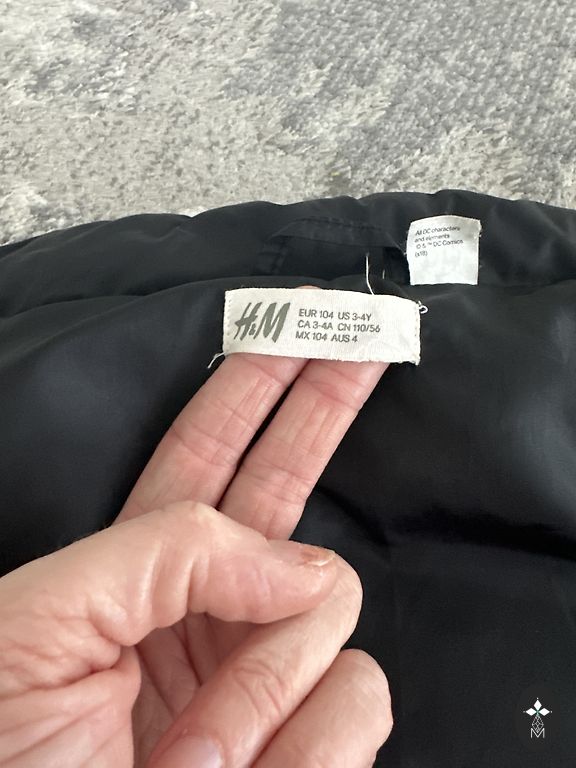 All DC characters
and elements
© & ™ DC Comics.
(s18)
H&M
EUR 104 US 3-4Y
CA 3-4A CN 110/56
MX 104 AUS 4
M